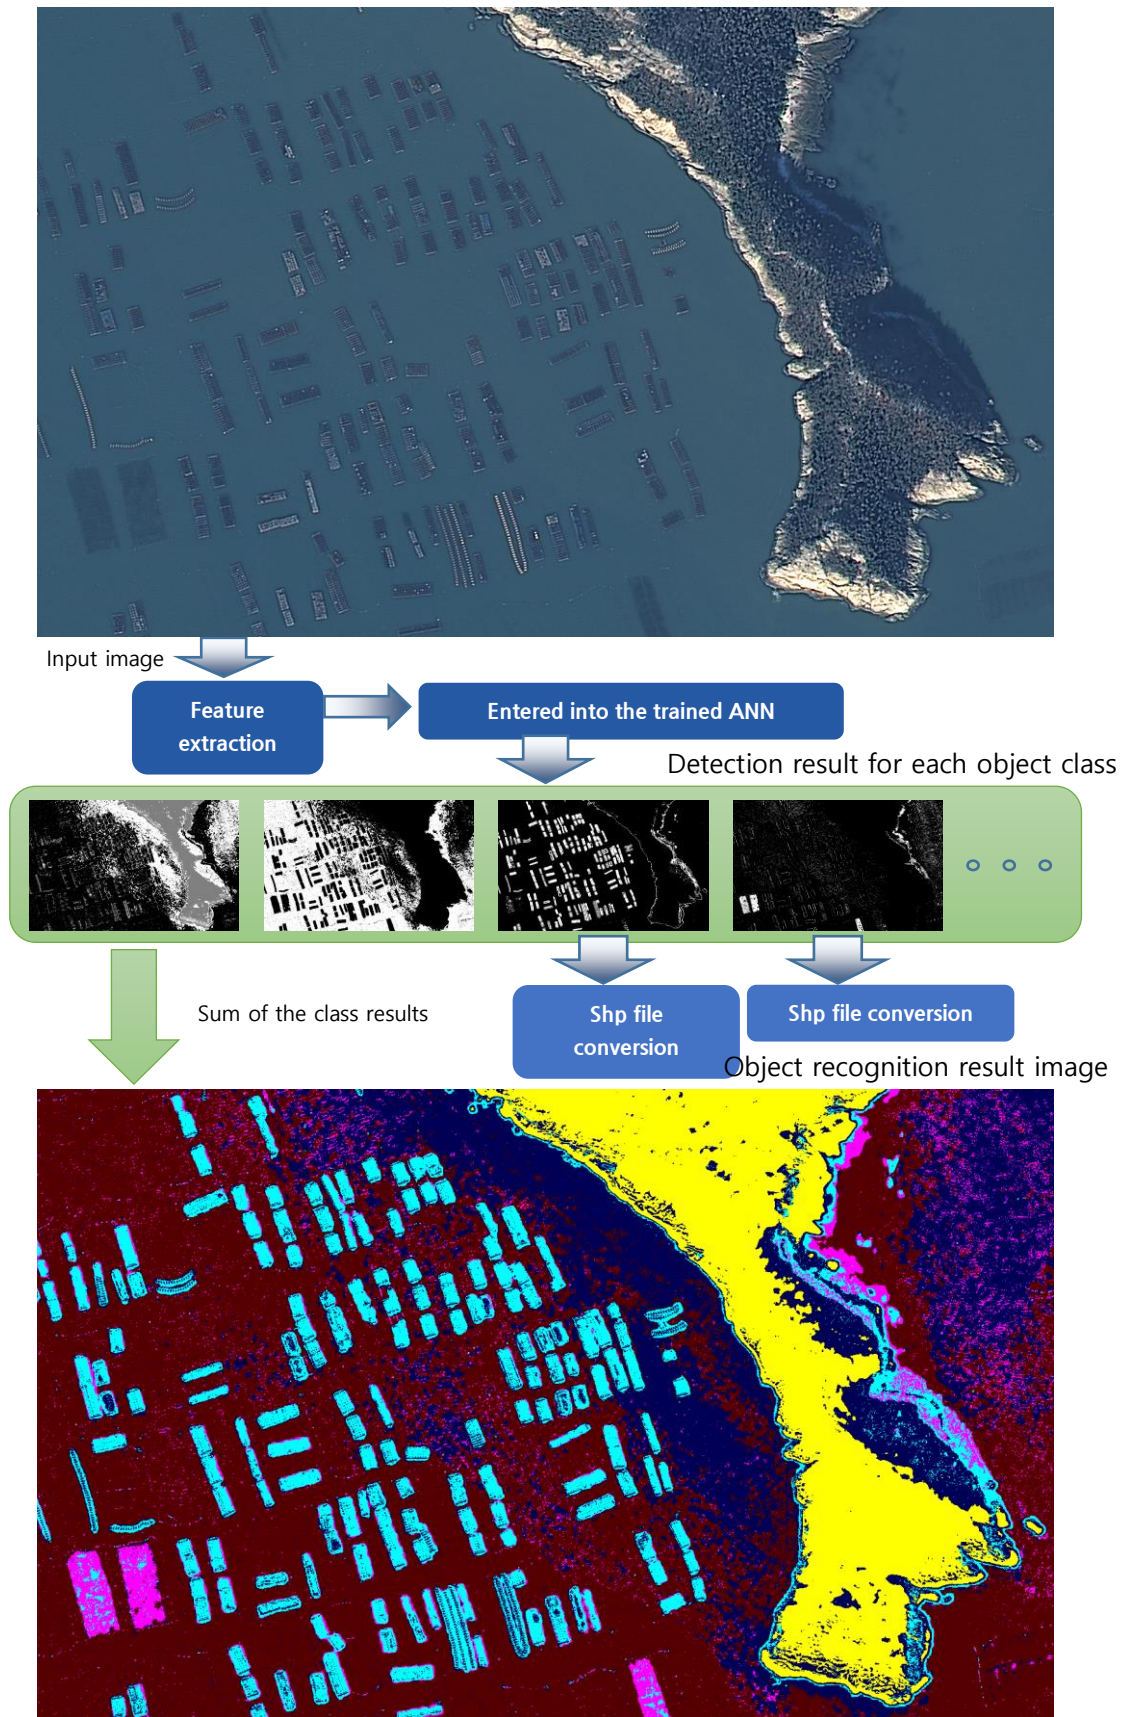 Input image
Feature
extraction
Entered into the trained ANN
Detection result for each object class
Sum of the class results
Shp file
conversion
Shp file conversion
Object recognition result image